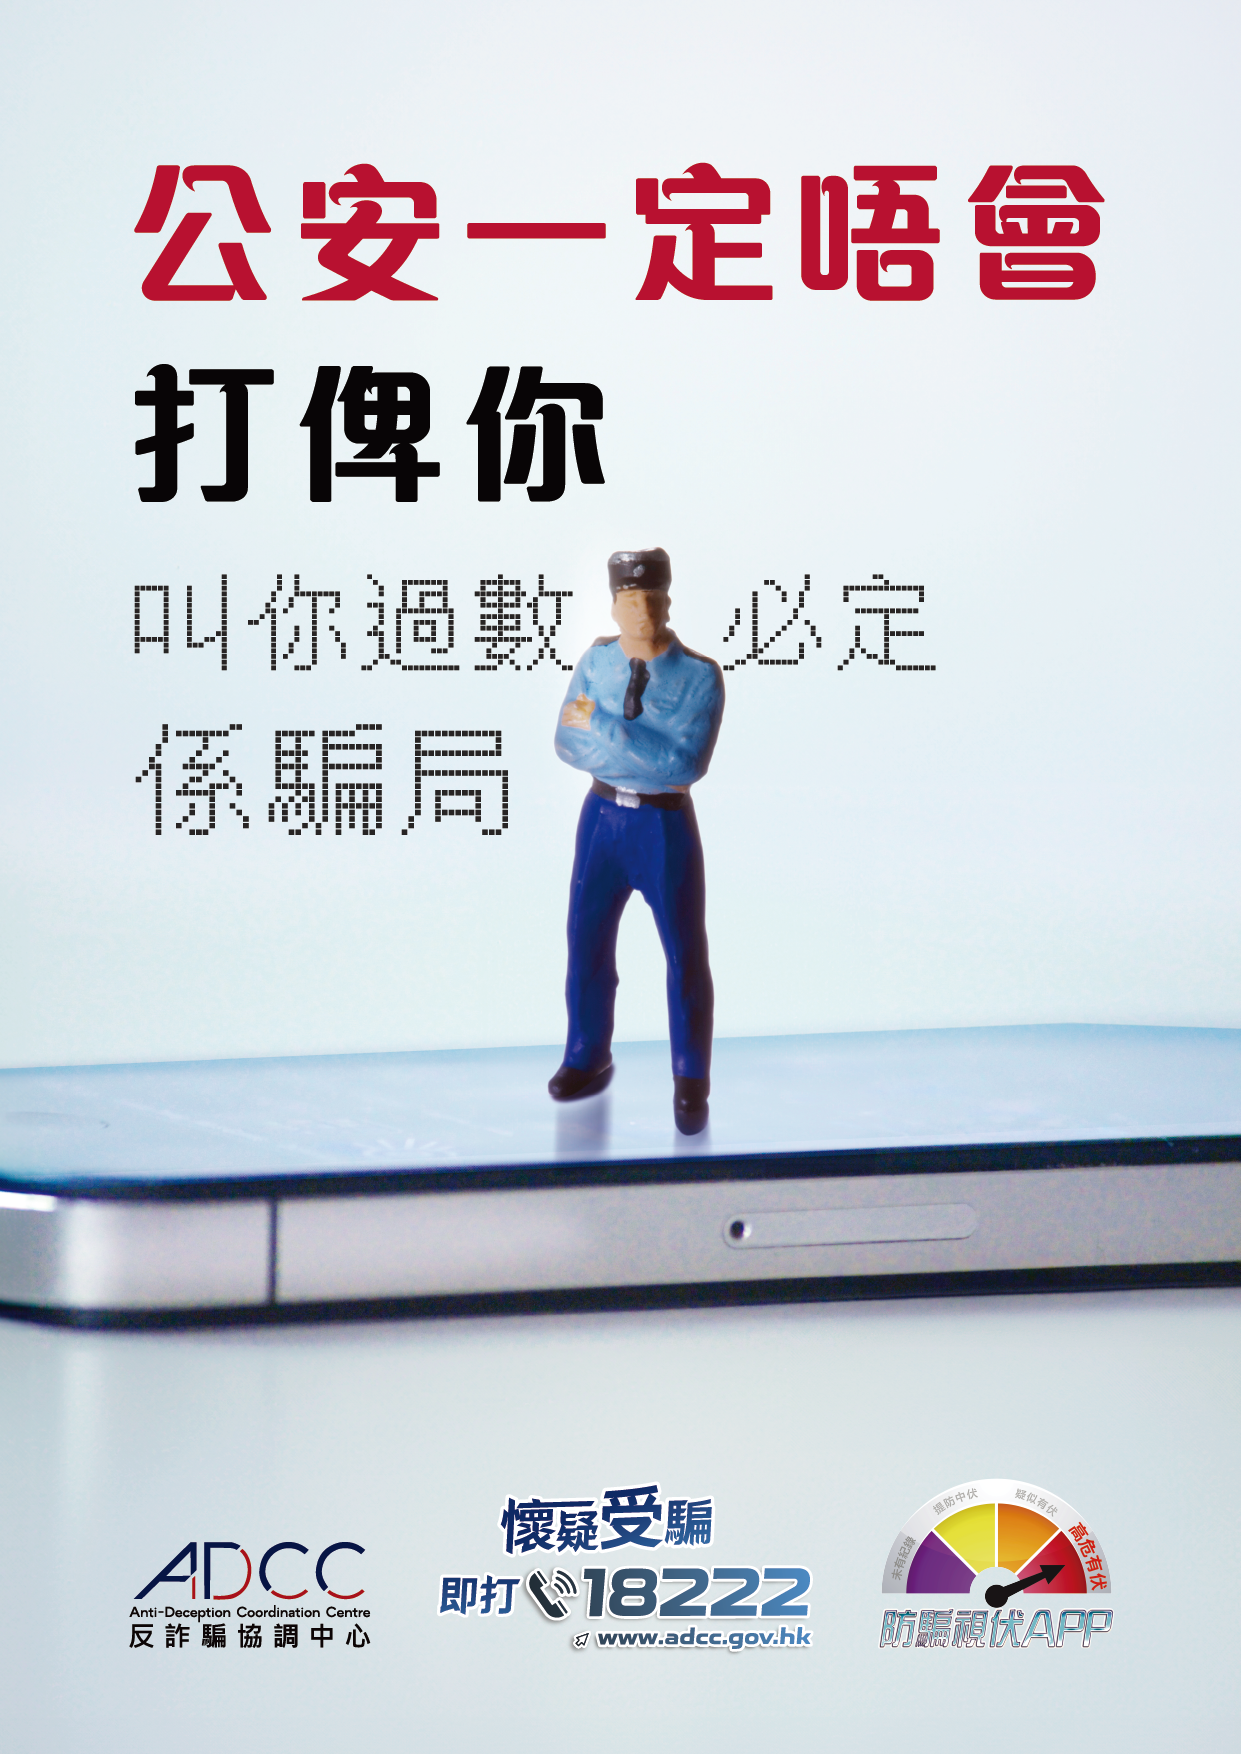 公安一定唔會
打俾你
叫你過數 必定
係騙局
ADCC
Anti-Deception Coordination Centre
反詐騙協調中心
懷疑受騙
即打 18222
www.adcc.gov.hk
未有紀錄
提防中伏
疑似有伏
高危有伏
防騙視伏APP